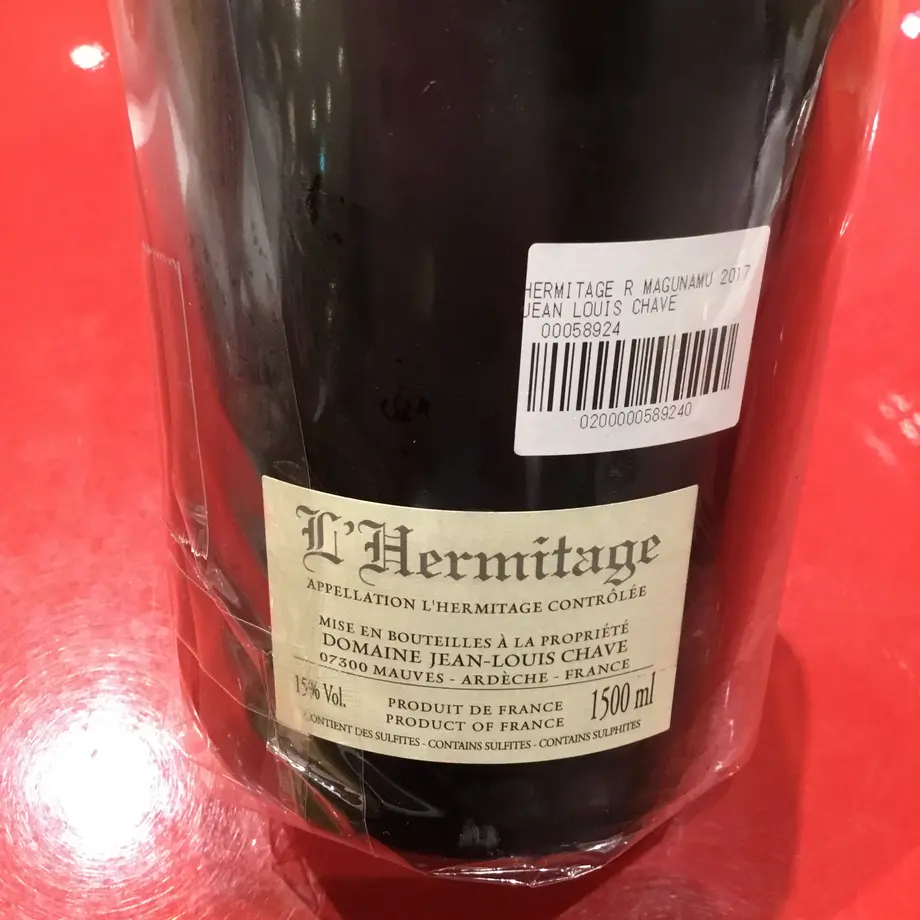 HERMITAGE R MAGUNAMU 2017
JEAN LOUIS CHAVE
00058924
0200000589240
L'Hermitage
APPELLATION L'HERMITAGE CONTRÔLÉE
MISE EN BOUTEILLES À LA PROPRIÉTÉ
DOMAINE JEAN-LOUIS CHAVE
07300 MAUVES - ARDÈCHE - FRANCE
15% Vol.
PRODUIT DE FRANCE
PRODUCT OF FRANCE
1500 ml
CONTIENT DES SULFITES - CONTAINS SULFITES - CONTAINS SULPHITES